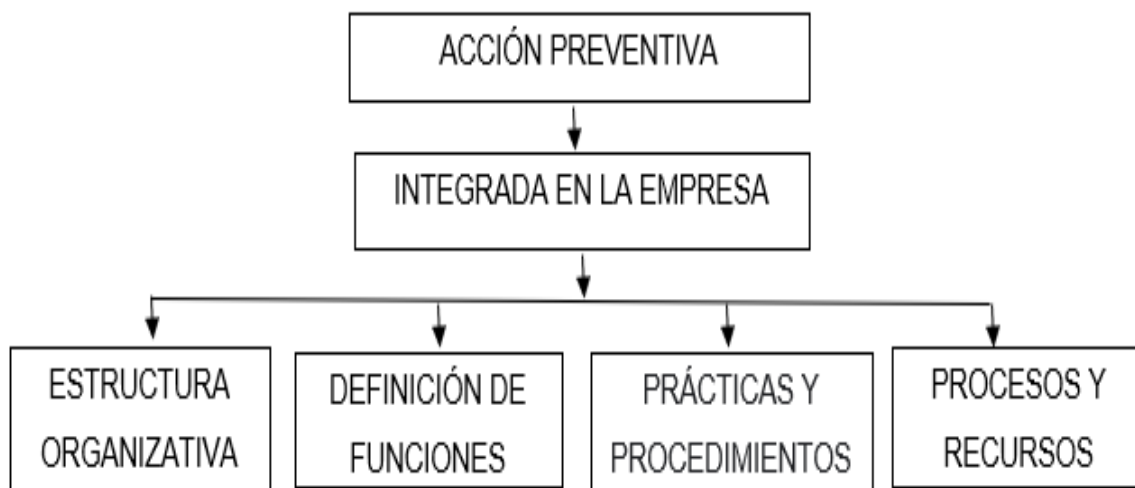 ACCIÓN PREVENTIVA
INTEGRADA EN LA EMPRESA
ESTRUCTURA
ORGANIZATIVA
DEFINICIÓN DE
FUNCIONES
PRÁCTICAS Y
PROCEDIMIENTOS
PROCESOS Y
RECURSOS